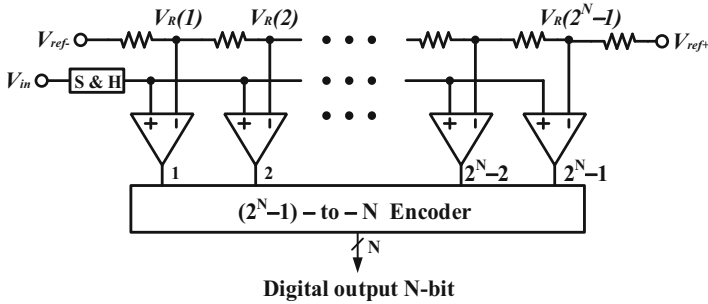 V_R(1) V_R(2) V_R(2^N–1)
V_ref- V_ref+
V_in S & H
+ – + – + – + –
1 2 2^N–2 2^N–1
(2^N–1) – to – N Encoder
N
Digital output N-bit